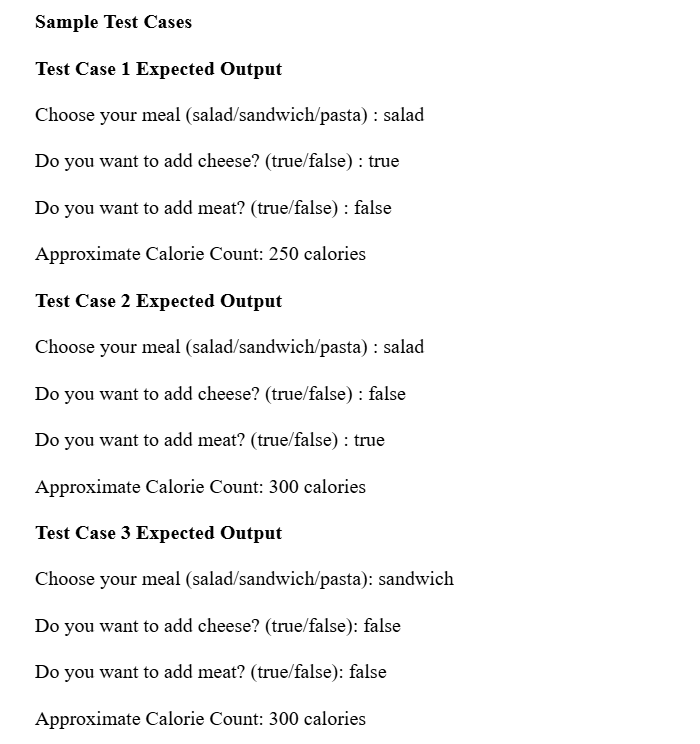 Sample Test Cases
Test Case 1 Expected Output
Choose your meal (salad/sandwich/pasta) : salad
Do you want to add cheese? (true/false) : true
Do you want to add meat? (true/false) : false
Approximate Calorie Count: 250 calories
Test Case 2 Expected Output
Choose your meal (salad/sandwich/pasta) : salad
Do you want to add cheese? (true/false) : false
Do you want to add meat? (true/false) : true
Approximate Calorie Count: 300 calories
Test Case 3 Expected Output
Choose your meal (salad/sandwich/pasta): sandwich
Do you want to add cheese? (true/false): false
Do you want to add meat? (true/false): false
Approximate Calorie Count: 300 calories